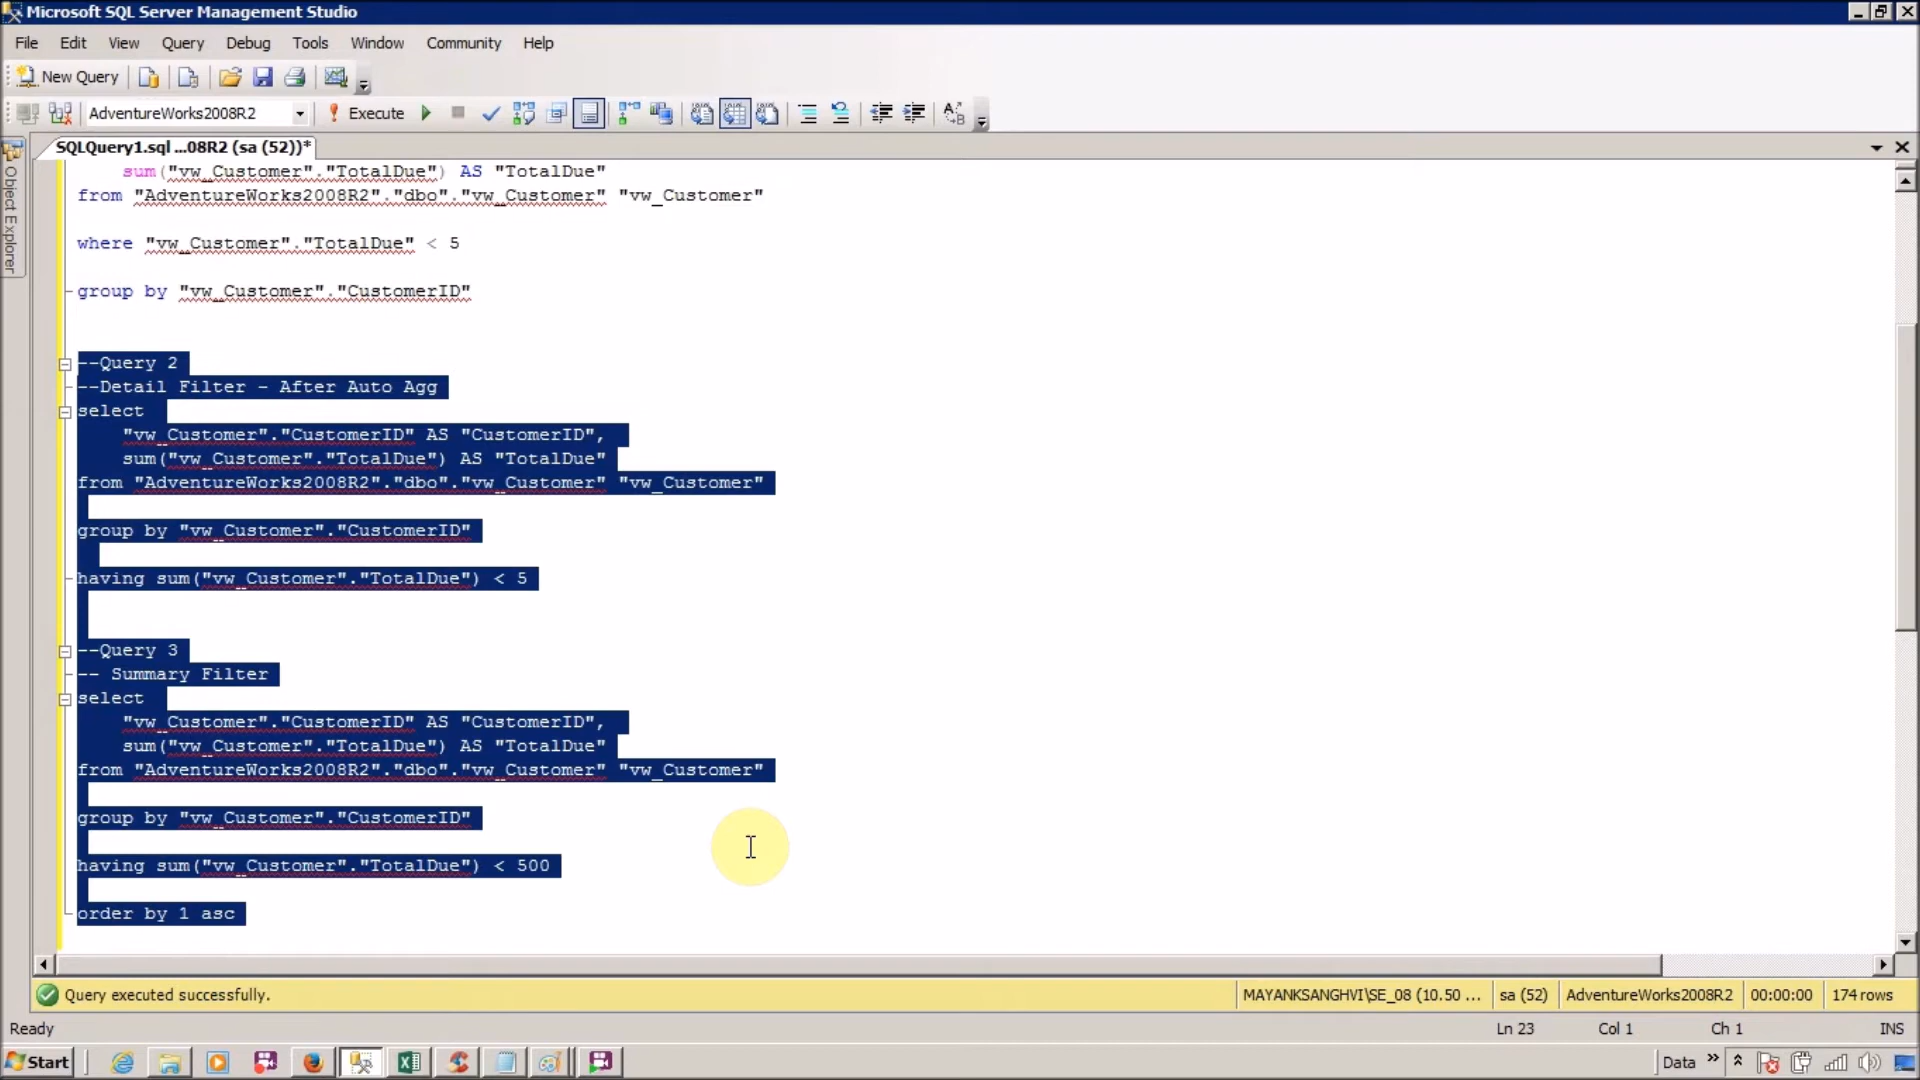 Microsoft SQL Server Management Studio
File Edit View Query Debug Tools Window Community Help
New Query
AdventureWorks2008R2 Execute
SQLQuery1.sql ...08R2 (sa (52))*
Object Explorer
sum("vw_Customer"."TotalDue") AS "TotalDue"
from "AdventureWorks2008R2"."dbo"."vw_Customer" "vw_Customer"
where "vw_Customer"."TotalDue" < 5
group by "vw_Customer"."CustomerID"
--Query 2
--Detail Filter - After Auto Agg
select
"vw_Customer"."CustomerID" AS "CustomerID",
sum("vw_Customer"."TotalDue") AS "TotalDue"
from "AdventureWorks2008R2"."dbo"."vw_Customer" "vw_Customer"
group by "vw_Customer"."CustomerID"
having sum("vw_Customer"."TotalDue") < 5
--Query 3
-- Summary Filter
select
"vw_Customer"."CustomerID" AS "CustomerID",
sum("vw_Customer"."TotalDue") AS "TotalDue"
from "AdventureWorks2008R2"."dbo"."vw_Customer" "vw_Customer"
group by "vw_Customer"."CustomerID"
having sum("vw_Customer"."TotalDue") < 500
order by 1 asc
Query executed successfully. MAYANKSANGHVI\SE_08 (10.50 ... sa (52) AdventureWorks2008R2 00:00:00 174 rows
Ready Ln 23 Col 1 Ch 1 INS
Start Data